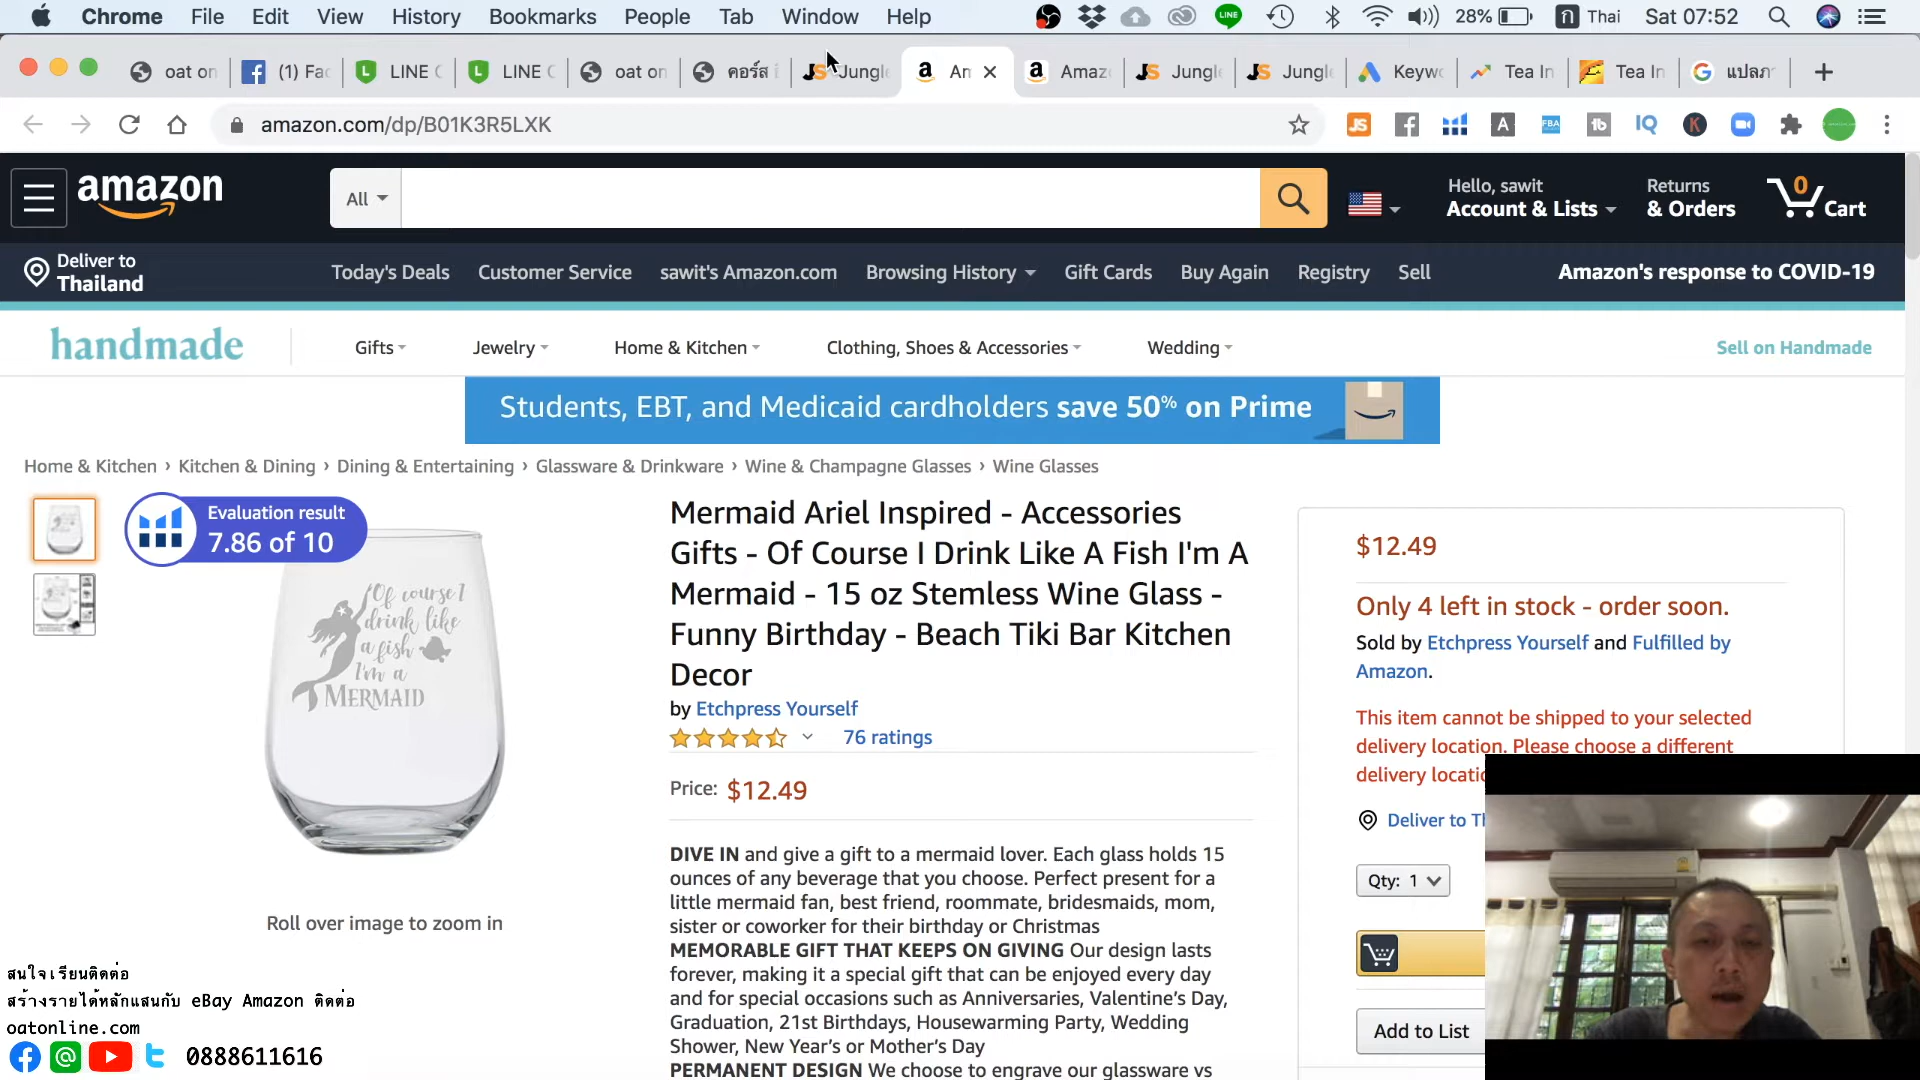 Chrome File Edit View History Bookmarks People Tab Window Help LINE 28% ก Thai Sat 07:52
oat on (1) Fac LINE C LINE C oat on คอร์ส Jungle An Amaz Jungle Jungle Keywo Tea In Tea In แปลภา
amazon.com/dp/B01K3R5LXK
amazon All Hello, sawit Returns 0
Account & Lists & Orders Cart
Deliver to
Thailand
Today's Deals Customer Service sawit's Amazon.com Browsing History Gift Cards Buy Again Registry Sell Amazon's response to COVID-19
handmade Gifts Jewelry Home & Kitchen Clothing, Shoes & Accessories Wedding Sell on Handmade
Students, EBT, and Medicaid cardholders save 50% on Prime
Home & Kitchen › Kitchen & Dining › Dining & Entertaining › Glassware & Drinkware › Wine & Champagne Glasses › Wine Glasses
Evaluation result
7.86 of 10
Of course I
drink like
a fish
I'm a
MERMAID
Roll over image to zoom in
Mermaid Ariel Inspired - Accessories
Gifts - Of Course I Drink Like A Fish I'm A
Mermaid - 15 oz Stemless Wine Glass -
Funny Birthday - Beach Tiki Bar Kitchen
Decor
by Etchpress Yourself
76 ratings
Price: $12.49
DIVE IN and give a gift to a mermaid lover. Each glass holds 15
ounces of any beverage that you choose. Perfect present for a
little mermaid fan, best friend, roommate, bridesmaids, mom,
sister or coworker for their birthday or Christmas
MEMORABLE GIFT THAT KEEPS ON GIVING Our design lasts
forever, making it a special gift that can be enjoyed every day
and for special occasions such as Anniversaries, Valentine's Day,
Graduation, 21st Birthdays, Housewarming Party, Wedding
Shower, New Year's or Mother's Day
PERMANENT DESIGN We choose to engrave our glassware vs
$12.49
Only 4 left in stock - order soon.
Sold by Etchpress Yourself and Fulfilled by
Amazon.
This item cannot be shipped to your selected
delivery location. Please choose a different
delivery locatio
Deliver to Th
Qty: 1
Add to List
สนใจเรียนติดต่อ
สร้างรายได้หลักแสนกับ eBay Amazon ติดต่อ
oatonline.com
0888611616